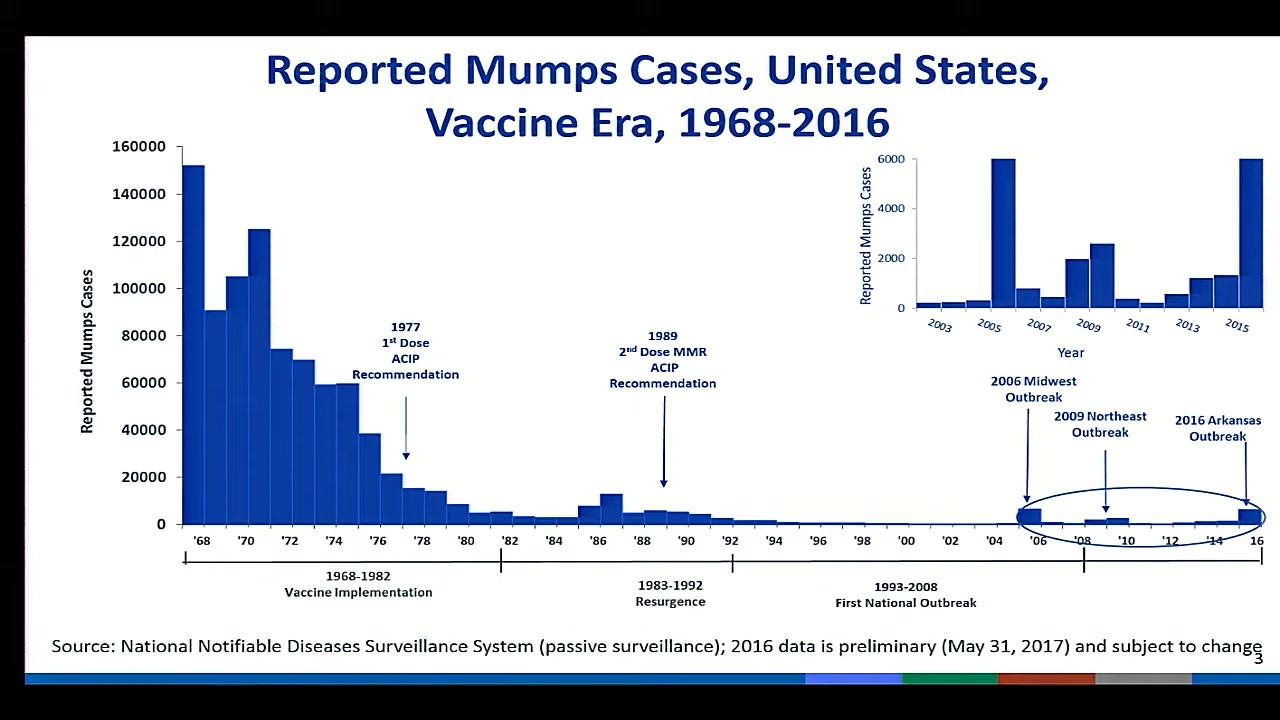 Reported Mumps Cases, United States,
Vaccine Era, 1968-2016
Reported Mumps Cases
160000
140000
120000
100000
80000
60000
40000
20000
0
1977
1st Dose
ACIP
Recommendation
1989
2nd Dose MMR
ACIP
Recommendation
Reported Mumps Cases
6000
4000
2000
0
2003 2005 2007 2009 2011 2013 2015
Year
2006 Midwest
Outbreak
2009 Northeast
Outbreak
2016 Arkansas
Outbreak
'68 '70 '72 '74 '76 '78 '80 '82 '84 '86 '88 '90 '92 '94 '96 '98 '00 '02 '04 '06 '08 '10 '12 '14 16
1968-1982
Vaccine Implementation
1983-1992
Resurgence
1993-2008
First National Outbreak
Source: National Notifiable Diseases Surveillance System (passive surveillance); 2016 data is preliminary (May 31, 2017) and subject to change
3